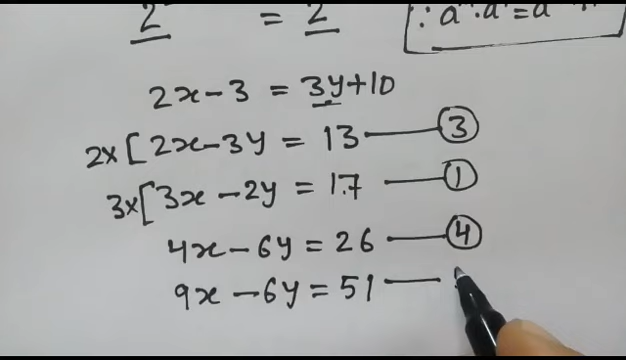 2 = 2
∵ a . a = a
2x - 3 = 3y + 10
2x [ 2x - 3y = 13 —— ③
3x [ 3x - 2y = 17 —— ①
4x - 6y = 26 —— ④
9x - 6y = 51 ——